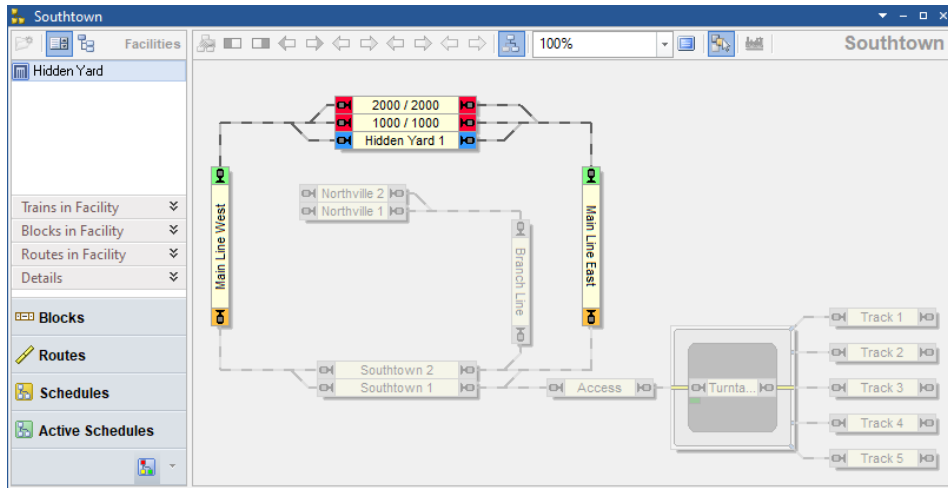 Southtown
Facilities
100%
Southtown
Hidden Yard
Trains in Facility
Blocks in Facility
Routes in Facility
Details
Blocks
Routes
Schedules
Active Schedules
2000 / 2000
1000 / 1000
Hidden Yard 1
Main Line West
Northville 2
Northville 1
Branch Line
Main Line East
Southtown 2
Southtown 1
Access
Turnta...
Track 1
Track 2
Track 3
Track 4
Track 5